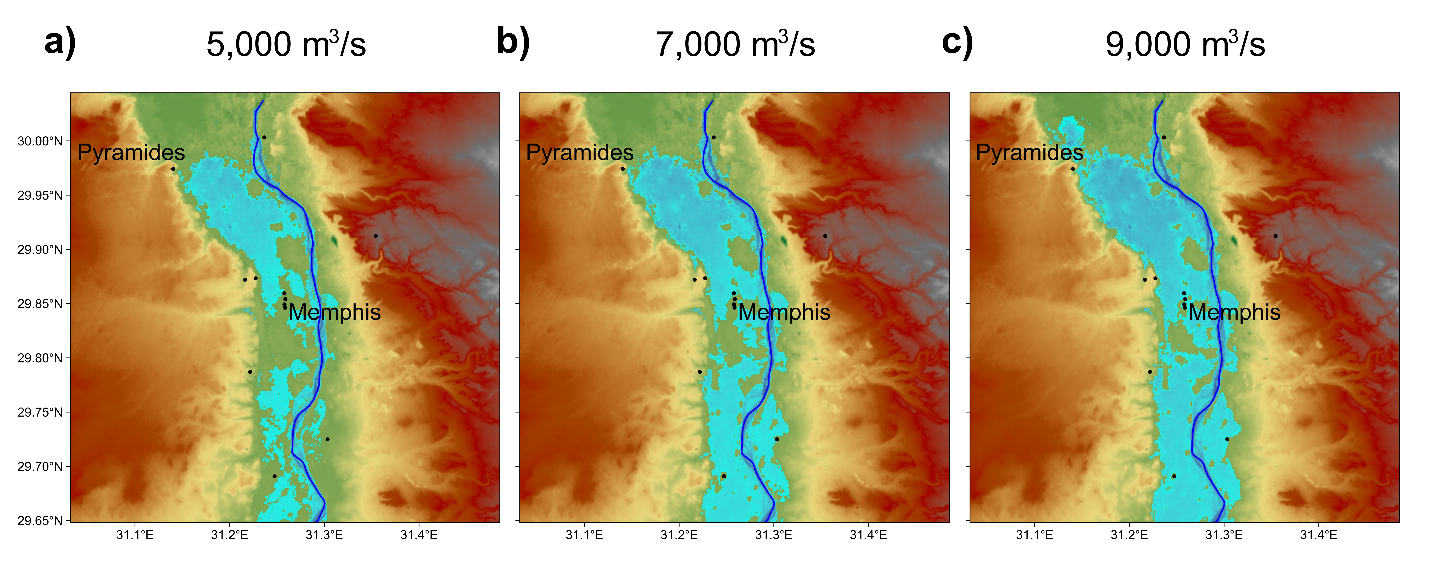 a) 5,000 m³/s
b) 7,000 m³/s
c) 9,000 m³/s
30.00°N
29.95°N
29.90°N
29.85°N
29.80°N
29.75°N
29.70°N
29.65°N
Pyramides
Memphis
31.1°E 31.2°E 31.3°E 31.4°E
Pyramides
Memphis
31.1°E 31.2°E 31.3°E 31.4°E
Pyramides
Memphis
31.1°E 31.2°E 31.3°E 31.4°E